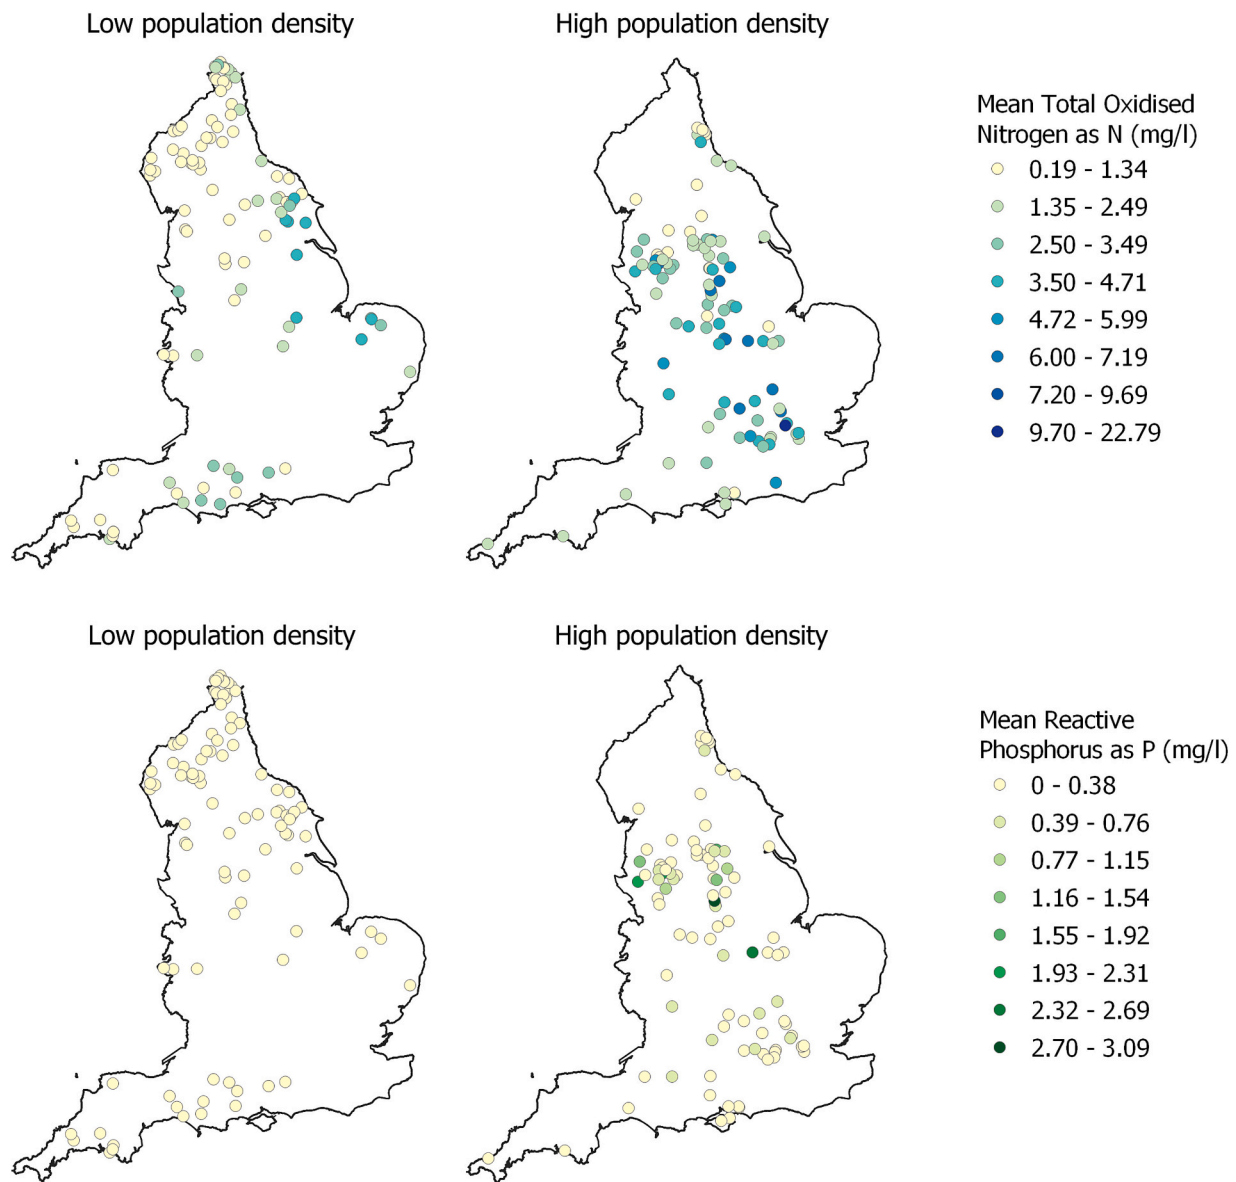 Low population density
High population density
Mean Total Oxidised
Nitrogen as N (mg/l)
0.19 - 1.34
1.35 - 2.49
2.50 - 3.49
3.50 - 4.71
4.72 - 5.99
6.00 - 7.19
7.20 - 9.69
9.70 - 22.79
Low population density
High population density
Mean Reactive
Phosphorus as P (mg/l)
0 - 0.38
0.39 - 0.76
0.77 - 1.15
1.16 - 1.54
1.55 - 1.92
1.93 - 2.31
2.32 - 2.69
2.70 - 3.09